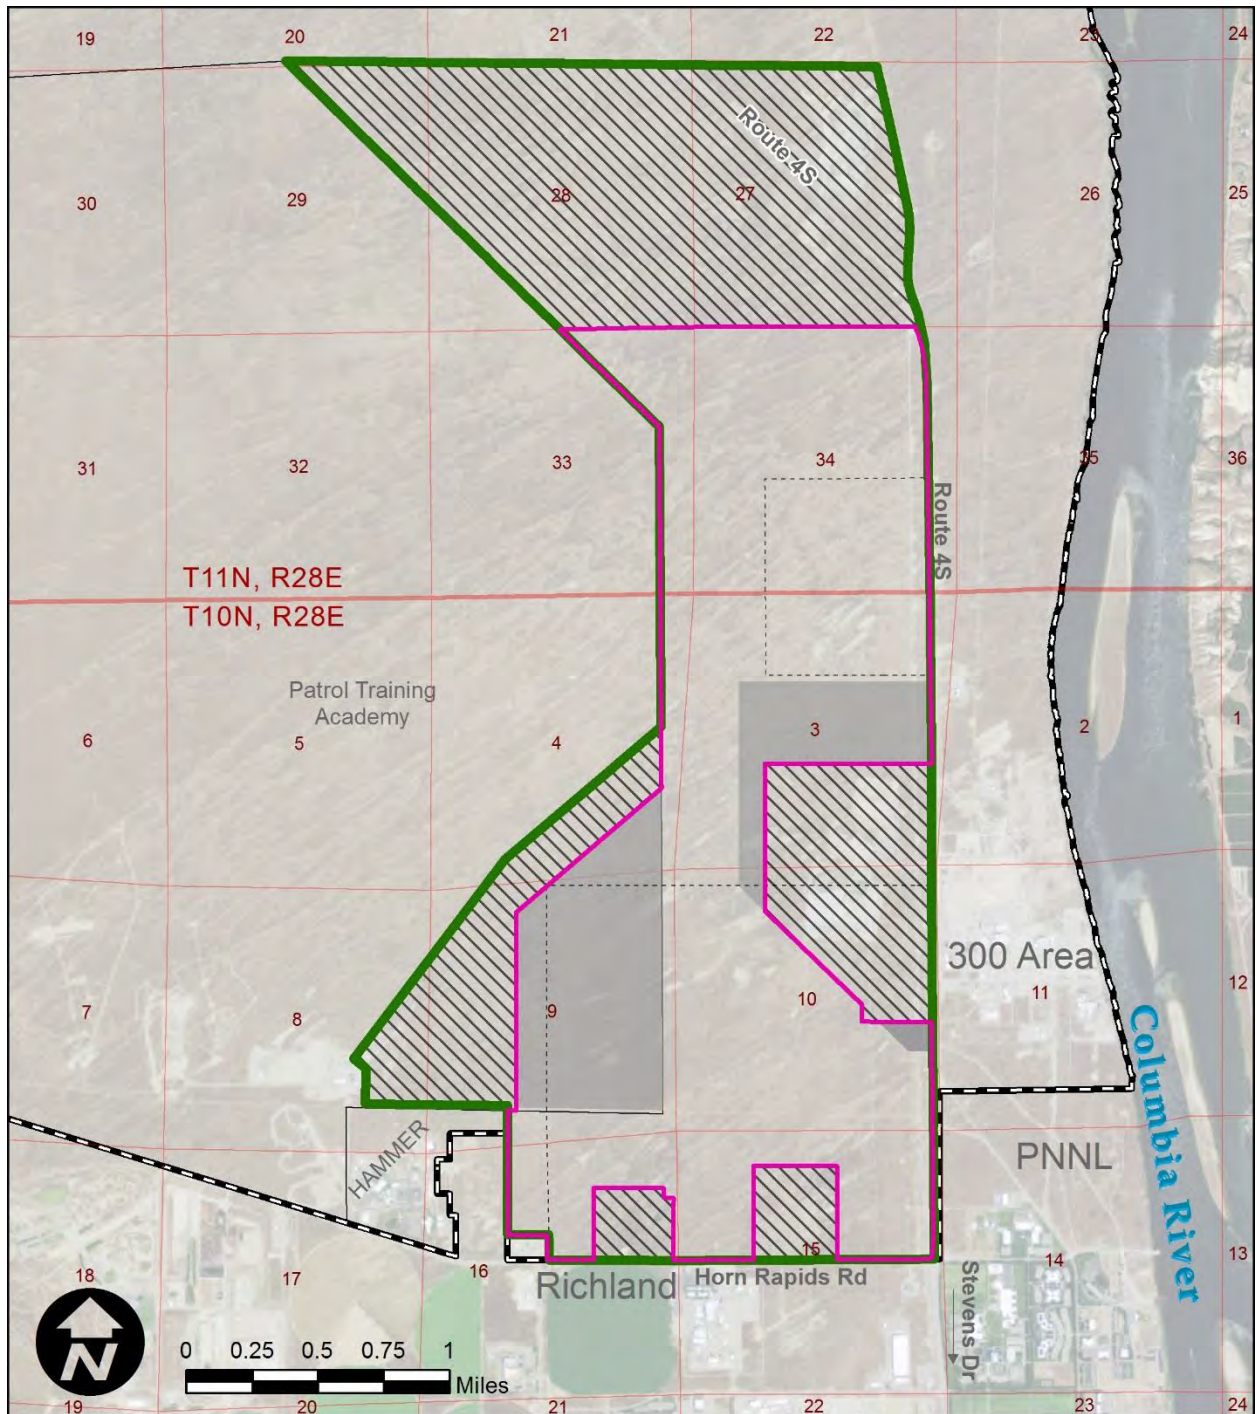 19
20
21
22
23
24
Route 4S
30
29
28
27
26
25
31
32
33
34
35
36
Route 4S
T11N, R28E
T10N, R28E
Patrol Training
Academy
6
5
4
3
2
1
300 Area
7
8
9
10
11
12
Columbia River
HAMMER
PNNL
18
17
16
15
14
13
Richland
Horn Rapids Rd
Stevens Dr
N
0 0.25 0.5 0.75 1
Miles
19
20
21
22
23
24